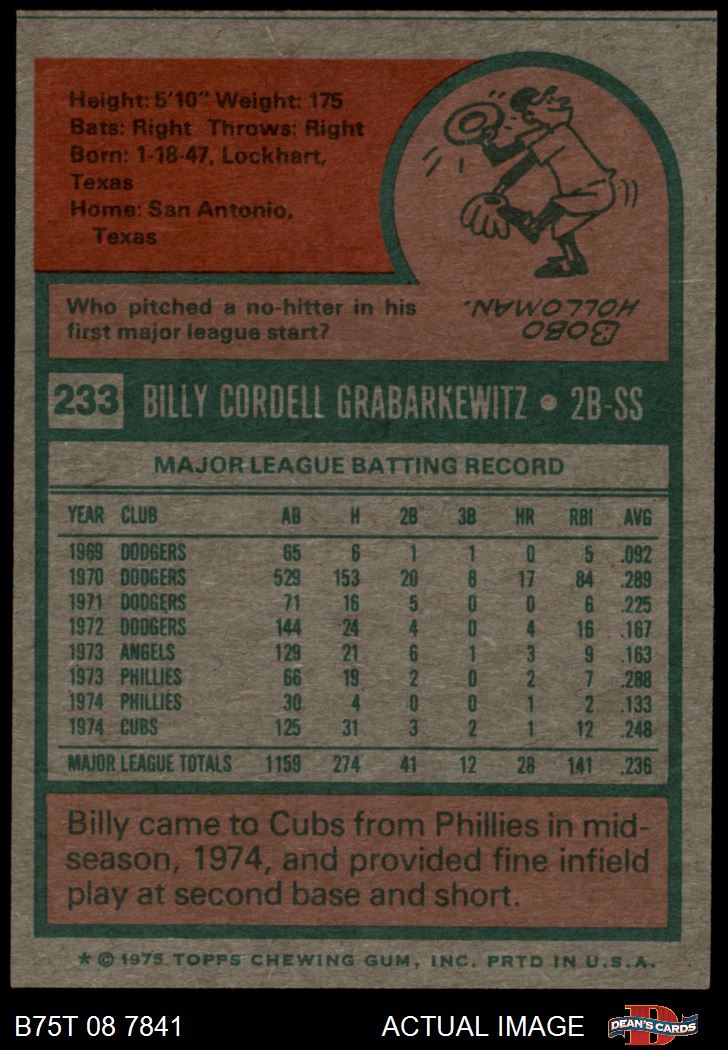 Height: 5'10" Weight: 175
Bats: Right Throws: Right
Born: 1-18-47, Lockhart,
Texas
Home: San Antonio,
Texas
Who pitched a no-hitter in his
first major league start?
BOBO
HOLLOMAN.
233 BILLY CORDELL GRABARKEWITZ • 2B-SS
MAJOR LEAGUE BATTING RECORD
YEAR CLUB AB H 2B 3B HR RBI AVG
1969 DODGERS 65 6 1 1 0 5 .092
1970 DODGERS 529 153 20 8 17 84 .289
1971 DODGERS 71 16 5 0 0 6 .225
1972 DODGERS 144 24 4 0 4 16 .167
1973 ANGELS 129 21 6 1 3 9 .163
1973 PHILLIES 66 19 2 0 2 7 .288
1974 PHILLIES 30 4 0 0 1 2 .133
1974 CUBS 125 31 3 2 1 12 .248
MAJOR LEAGUE TOTALS 1159 274 41 12 28 141 .236
Billy came to Cubs from Phillies in mid-
season, 1974, and provided fine infield
play at second base and short.
* © 1975 TOPPS CHEWING GUM, INC. PRTD IN U.S.A.
B75T 08 7841 ACTUAL IMAGE D DEAN'S CARDS